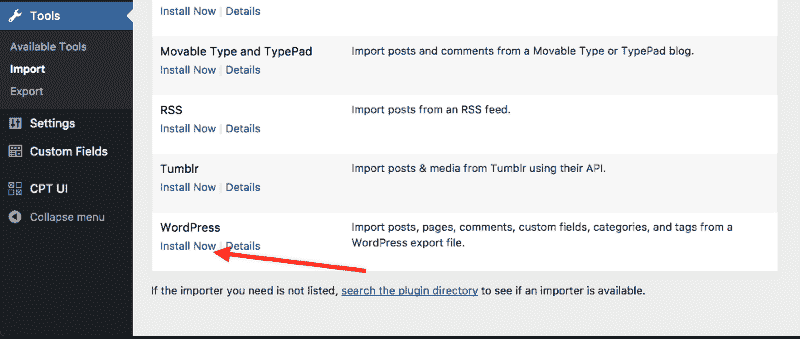 Tools
Available Tools
Import
Export
Settings
Custom Fields
CPT UI
Collapse menu
Install Now | Details
Movable Type and TypePad
Install Now | Details
Import posts and comments from a Movable Type or TypePad blog.
RSS
Install Now | Details
Import posts from an RSS feed.
Tumblr
Install Now | Details
Import posts & media from Tumblr using their API.
WordPress
Install Now | Details
Import posts, pages, comments, custom fields, categories, and tags from a
WordPress export file.
If the importer you need is not listed, search the plugin directory to see if an importer is available.